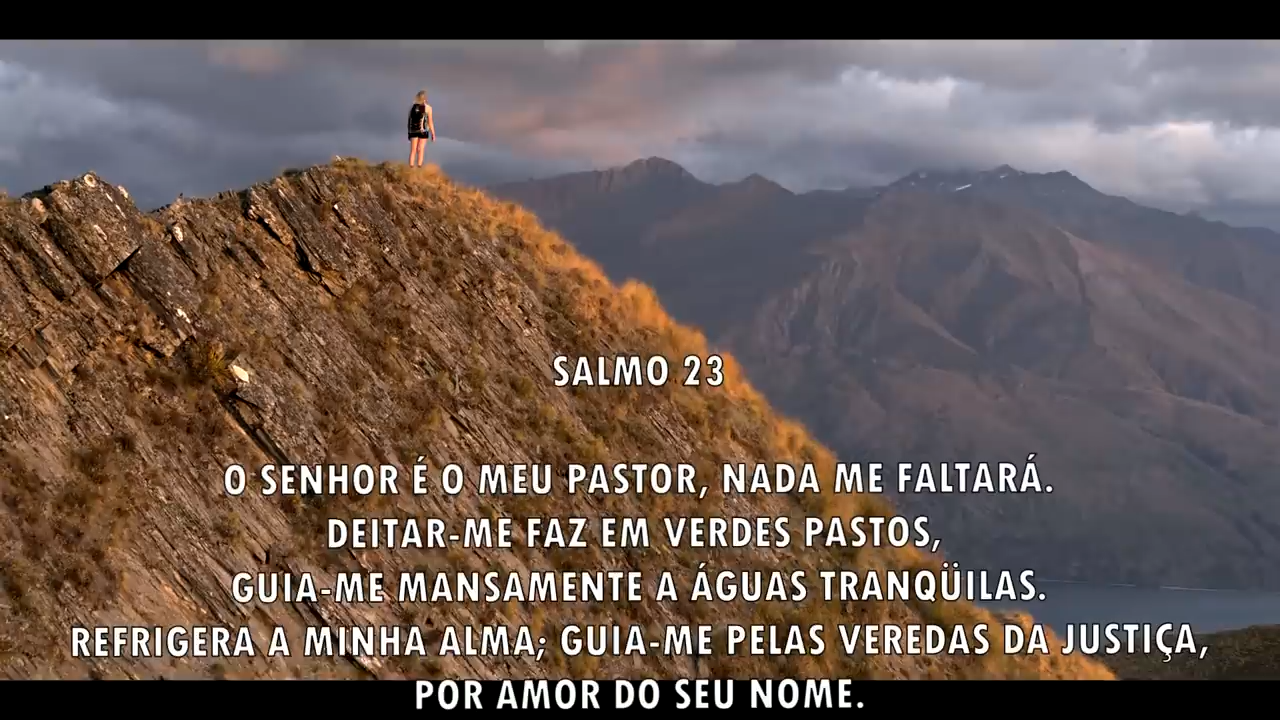 SALMO 23
O SENHOR É O MEU PASTOR, NADA ME FALTARÁ.
DEITAR-ME FAZ EM VERDES PASTOS,
GUIA-ME MANSAMENTE A ÁGUAS TRANQÜILAS.
REFRIGERA A MINHA ALMA; GUIA-ME PELAS VEREDAS DA JUSTIÇA,
POR AMOR DO SEU NOME.